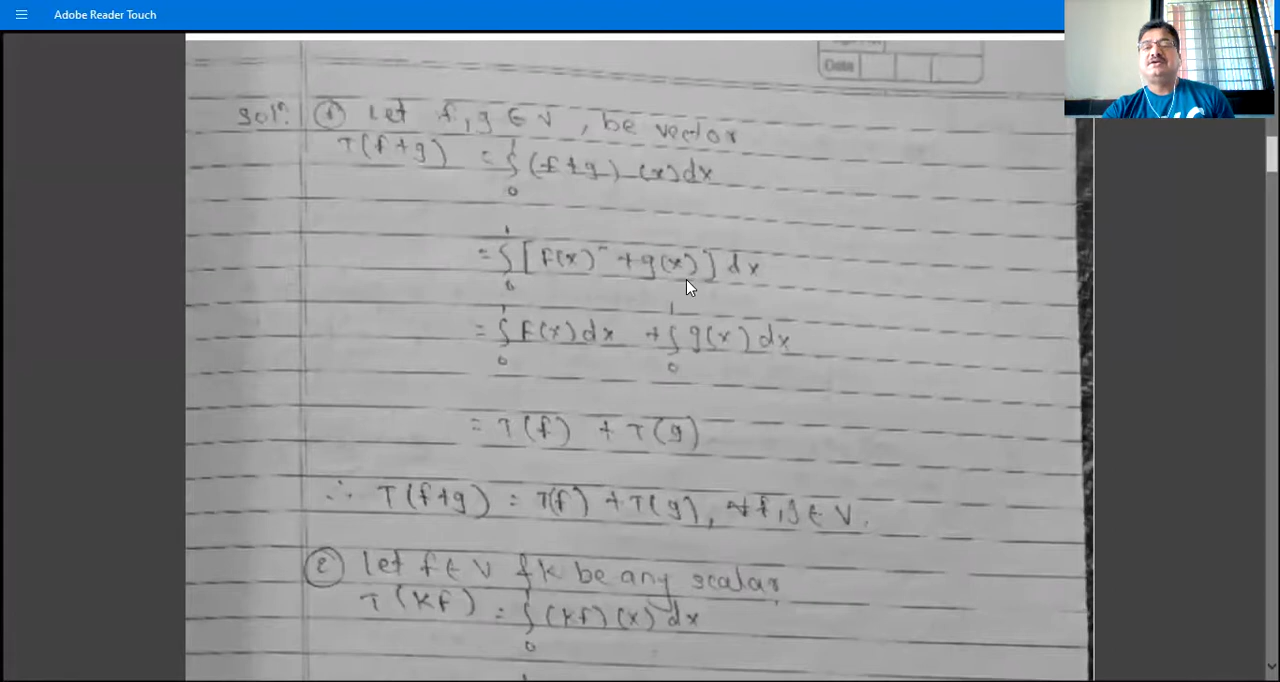 Adobe Reader Touch
Date
Solⁿ: ① Let f, g ∈ V, be vector
T(f+g) = ∫₀¹ (f+g)(x)dx
= ∫₀¹ [f(x) + g(x)] dx
= ∫₀¹ f(x)dx + ∫₀¹ g(x)dx
= T(f) + T(g)
∴ T(f+g) = T(f) + T(g), ∀ f, g ∈ V.
② Let f ∈ V & k be any scalar,
T(kf) = ∫₀¹ (kf)(x) dx